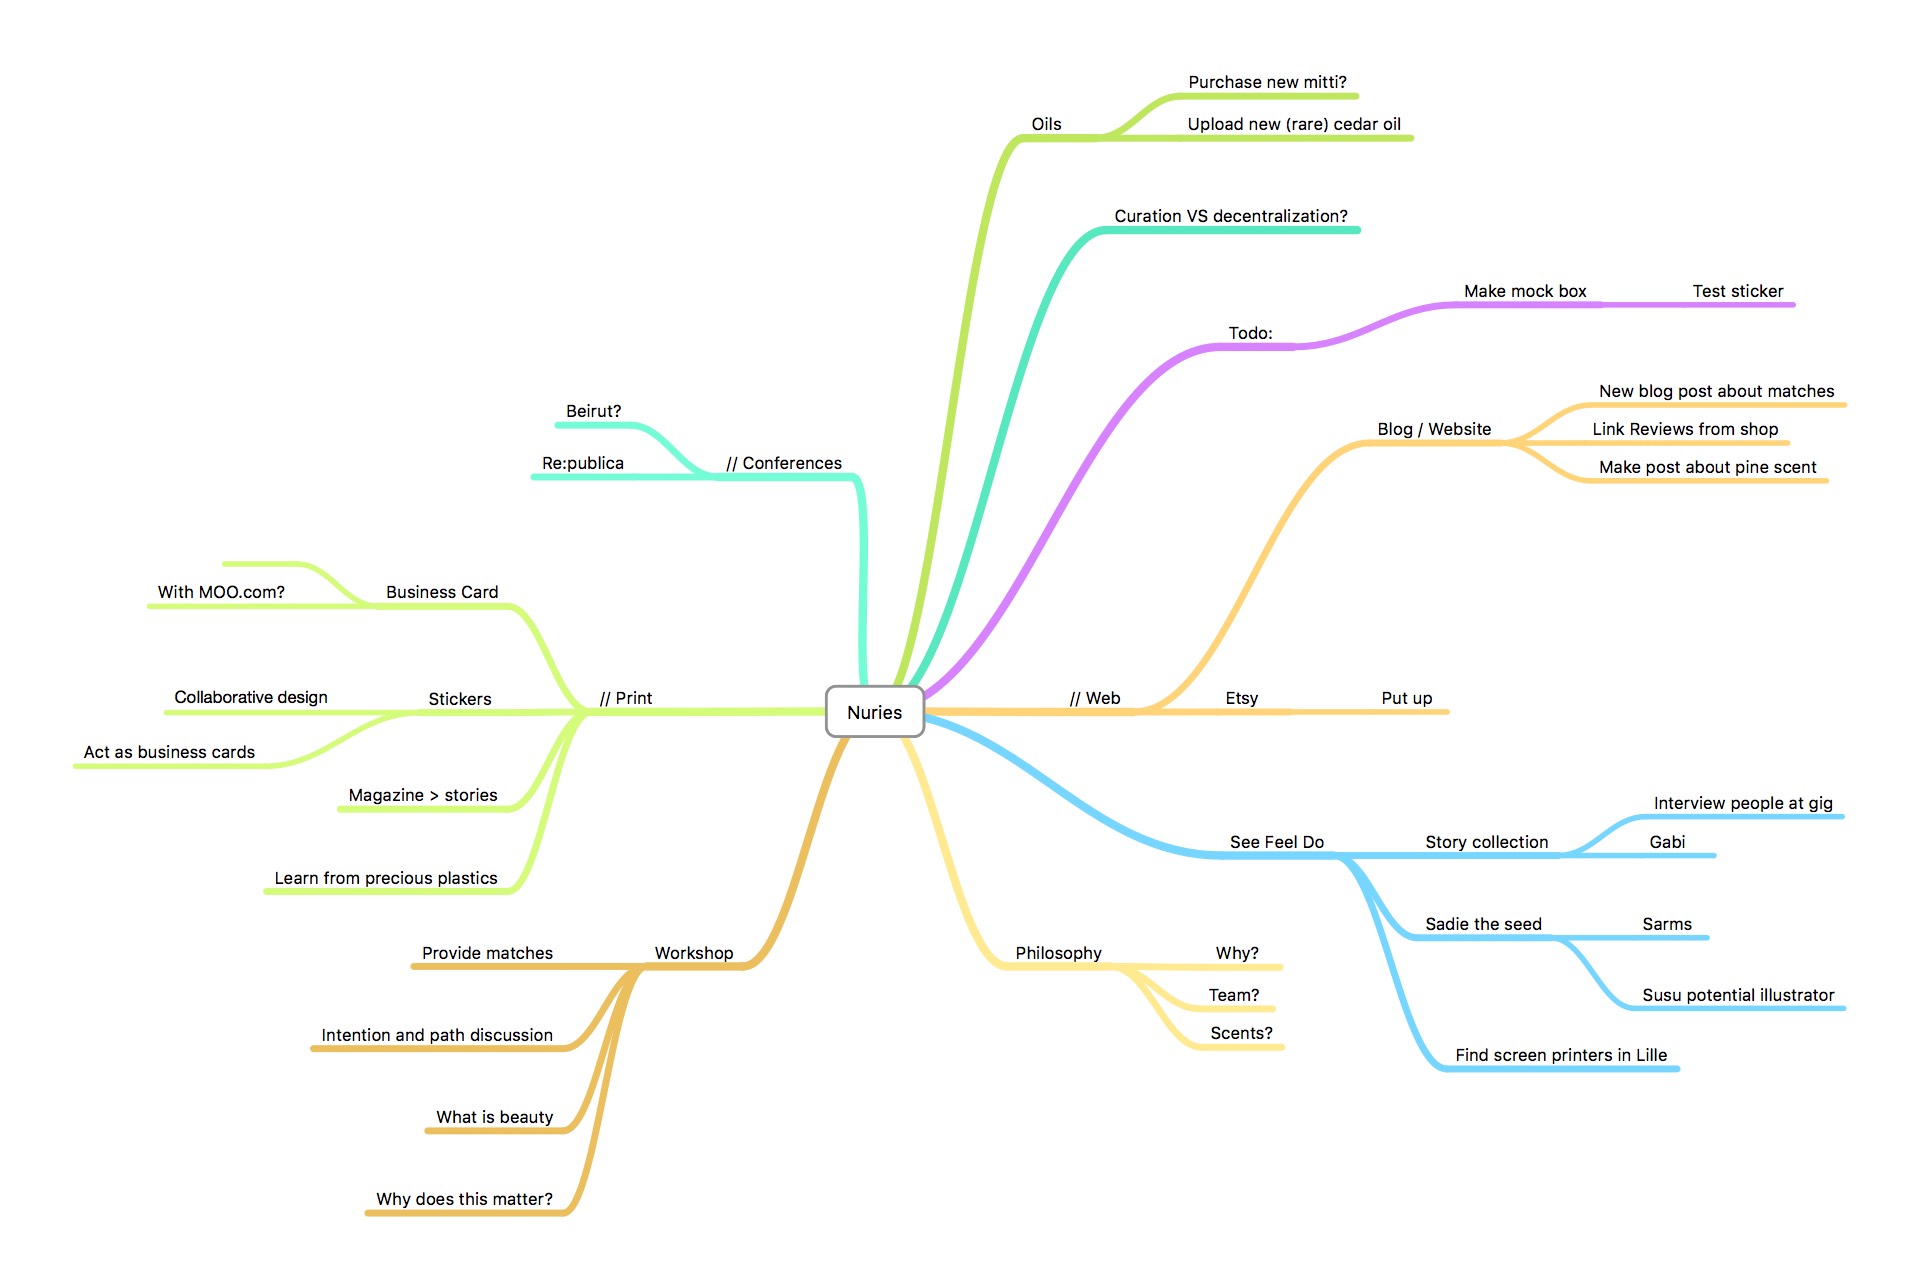 Purchase new mitti?
Oils
Upload new (rare) cedar oil
Curation VS decentralization?
Todo:
Make mock box
Test sticker
Blog / Website
New blog post about matches
Link Reviews from shop
Make post about pine scent
Beirut?
Re:publica
// Conferences
With MOO.com?
Business Card
Collaborative design
Stickers
Act as business cards
// Print
Magazine > stories
Learn from precious plastics
Nuries
// Web
Etsy
Put up
See Feel Do
Story collection
Interview people at gig
Gabi
Sadie the seed
Sarms
Susu potential illustrator
Find screen printers in Lille
Provide matches
Workshop
Intention and path discussion
What is beauty
Why does this matter?
Philosophy
Why?
Team?
Scents?